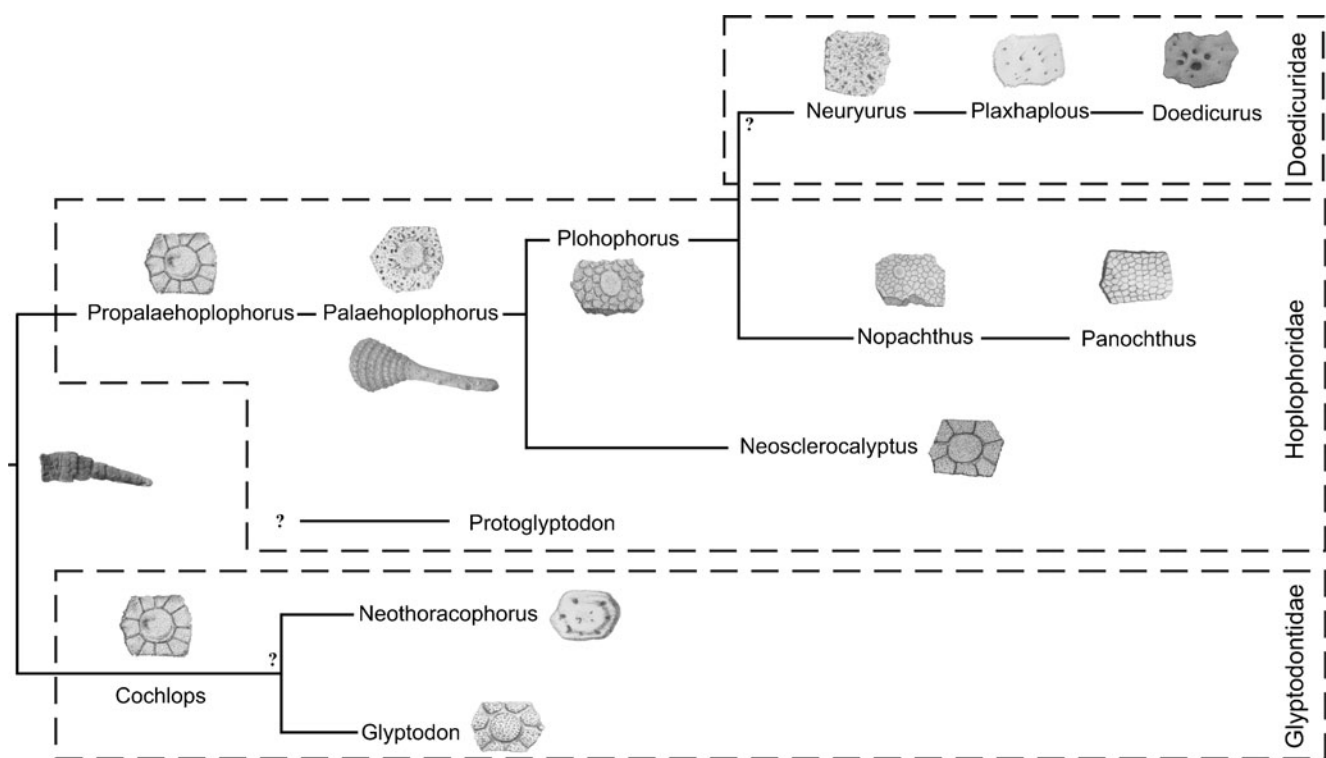 Neuryurus
Plaxhaplous
Doedicurus
?
Doedicuridae
Plohophorus
Propalaehoplophorus
Palaehoplophorus
Nopachthus
Panochthus
Neosclerocalyptus
?
Protoglyptodon
Hoplophoridae
Neothoracophorus
?
Cochlops
Glyptodon
Glyptodontidae